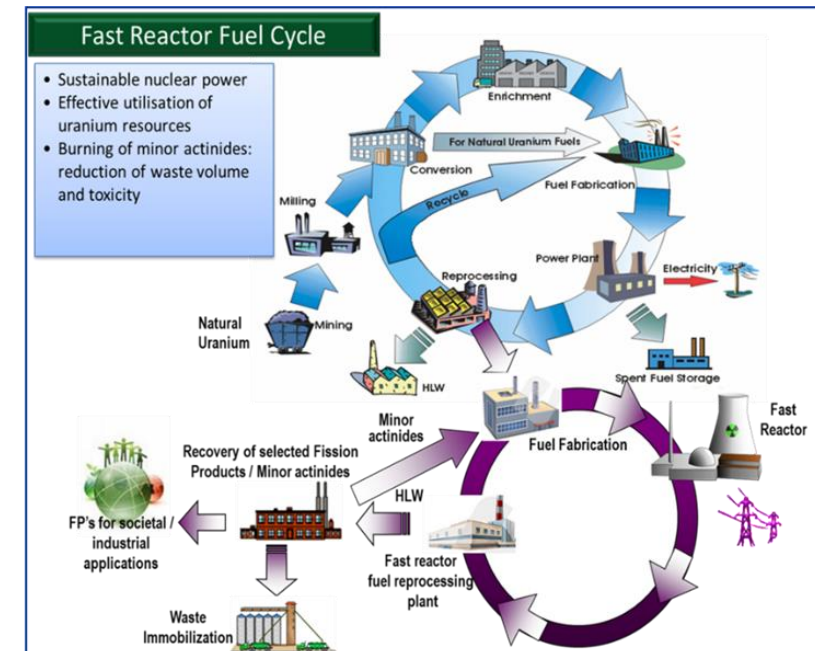 Fast Reactor Fuel Cycle
• Sustainable nuclear power
• Effective utilisation of
uranium resources
• Burning of minor actinides:
reduction of waste volume
and toxicity
Enrichment
For Natural Uranium Fuels
Conversion
Fuel Fabrication
Recycle
Milling
Power Plant
Electricity
Reprocessing
Natural
Uranium
Mining
HLW
Spent Fuel Storage
Minor
actinides
Fuel Fabrication
Fast
Reactor
Recovery of selected Fission
Products / Minor actinides
HLW
FP's for societal /
industrial
applications
Fast reactor
fuel reprocessing
plant
Waste
Immobilization